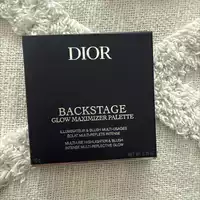 DIOR
BACKSTAGE
GLOW MAXIMIZER PALETTE
ILLUMINATEUR & BLUSH MULTI-USAGES
ÉCLAT MULTI-REFLETS INTENSE
MULTI-USE HIGHLIGHTER & BLUSH
INTENSE MULTI-REFLECTIVE GLOW